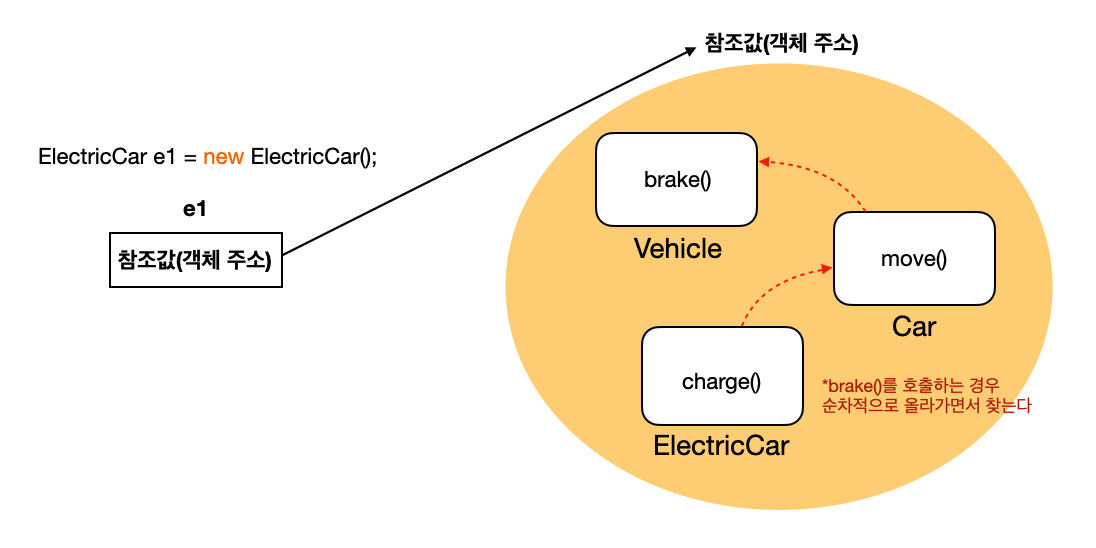 참조값(객체 주소)
ElectricCar e1 = new ElectricCar();
e1
참조값(객체 주소)
brake()
Vehicle
move()
Car
charge()
ElectricCar
*brake()를 호출하는 경우
순차적으로 올라가면서 찾는다